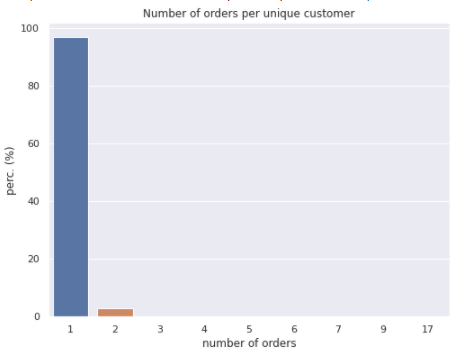 Number of orders per unique customer
100
80
60
40
20
0
perc. (%)
1 2 3 4 5 6 7 9 17
number of orders